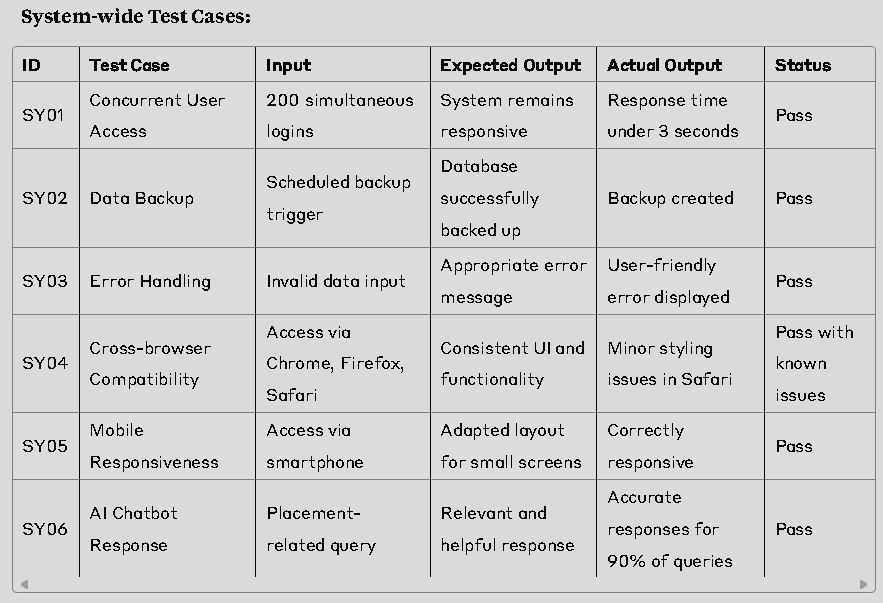 System-wide Test Cases:
ID Test Case Input Expected Output Actual Output Status
SY01 Concurrent User Access 200 simultaneous logins System remains responsive Response time under 3 seconds Pass
SY02 Data Backup Scheduled backup trigger Database successfully backed up Backup created Pass
SY03 Error Handling Invalid data input Appropriate error message User-friendly error displayed Pass
SY04 Cross-browser Compatibility Access via Chrome, Firefox, Safari Consistent UI and functionality Minor styling issues in Safari Pass with known issues
SY05 Mobile Responsiveness Access via smartphone Adapted layout for small screens Correctly responsive Pass
SY06 AI Chatbot Response Placement-related query Relevant and helpful response Accurate responses for 90% of queries Pass